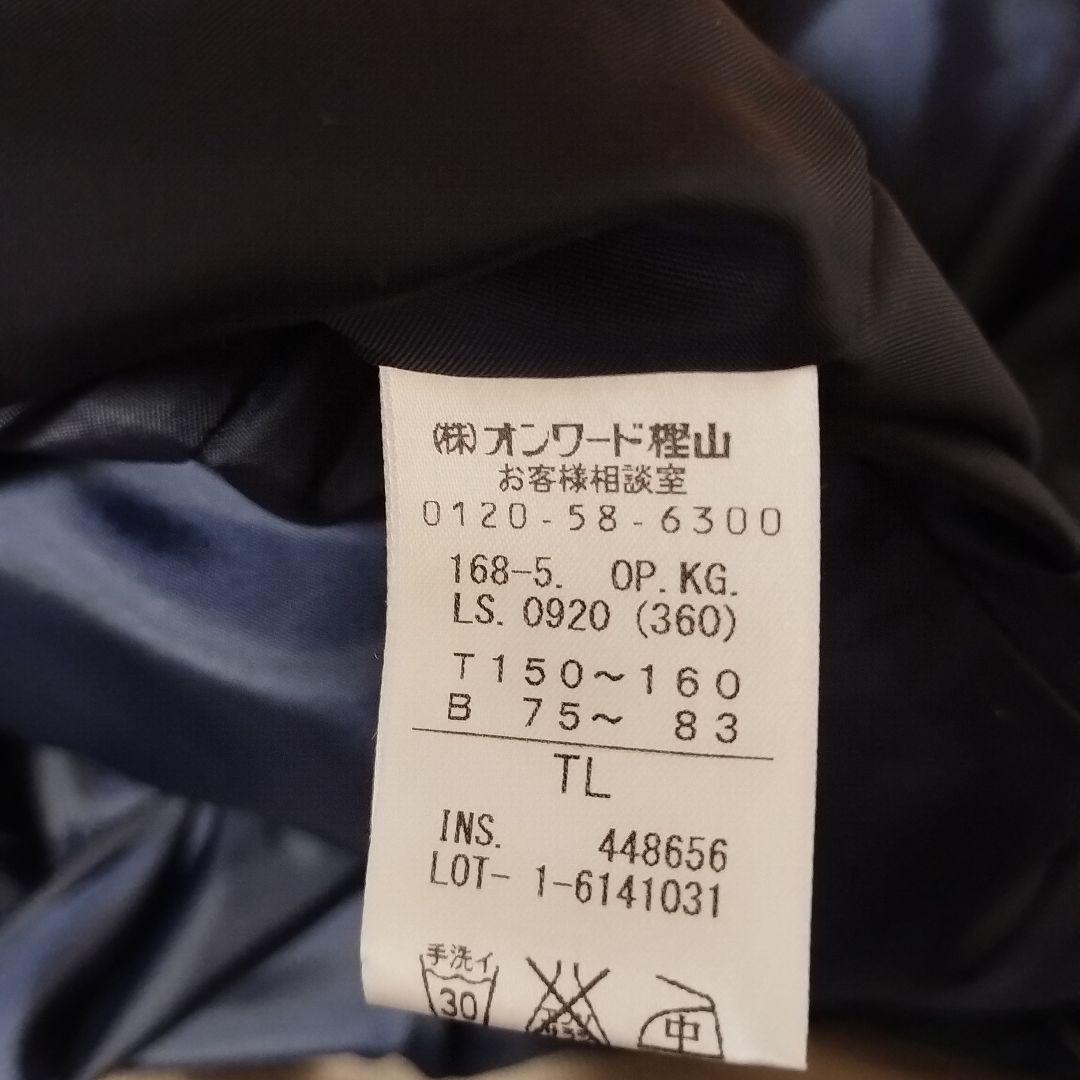 (株)オンワード樫山
お客様相談室
0120-58-6300
168-5. OP.KG.
LS. 0920 (360)
T 150～160
B 75～ 83
TL
INS. 448656
LOT- 1-6141031
手洗イ
30
中